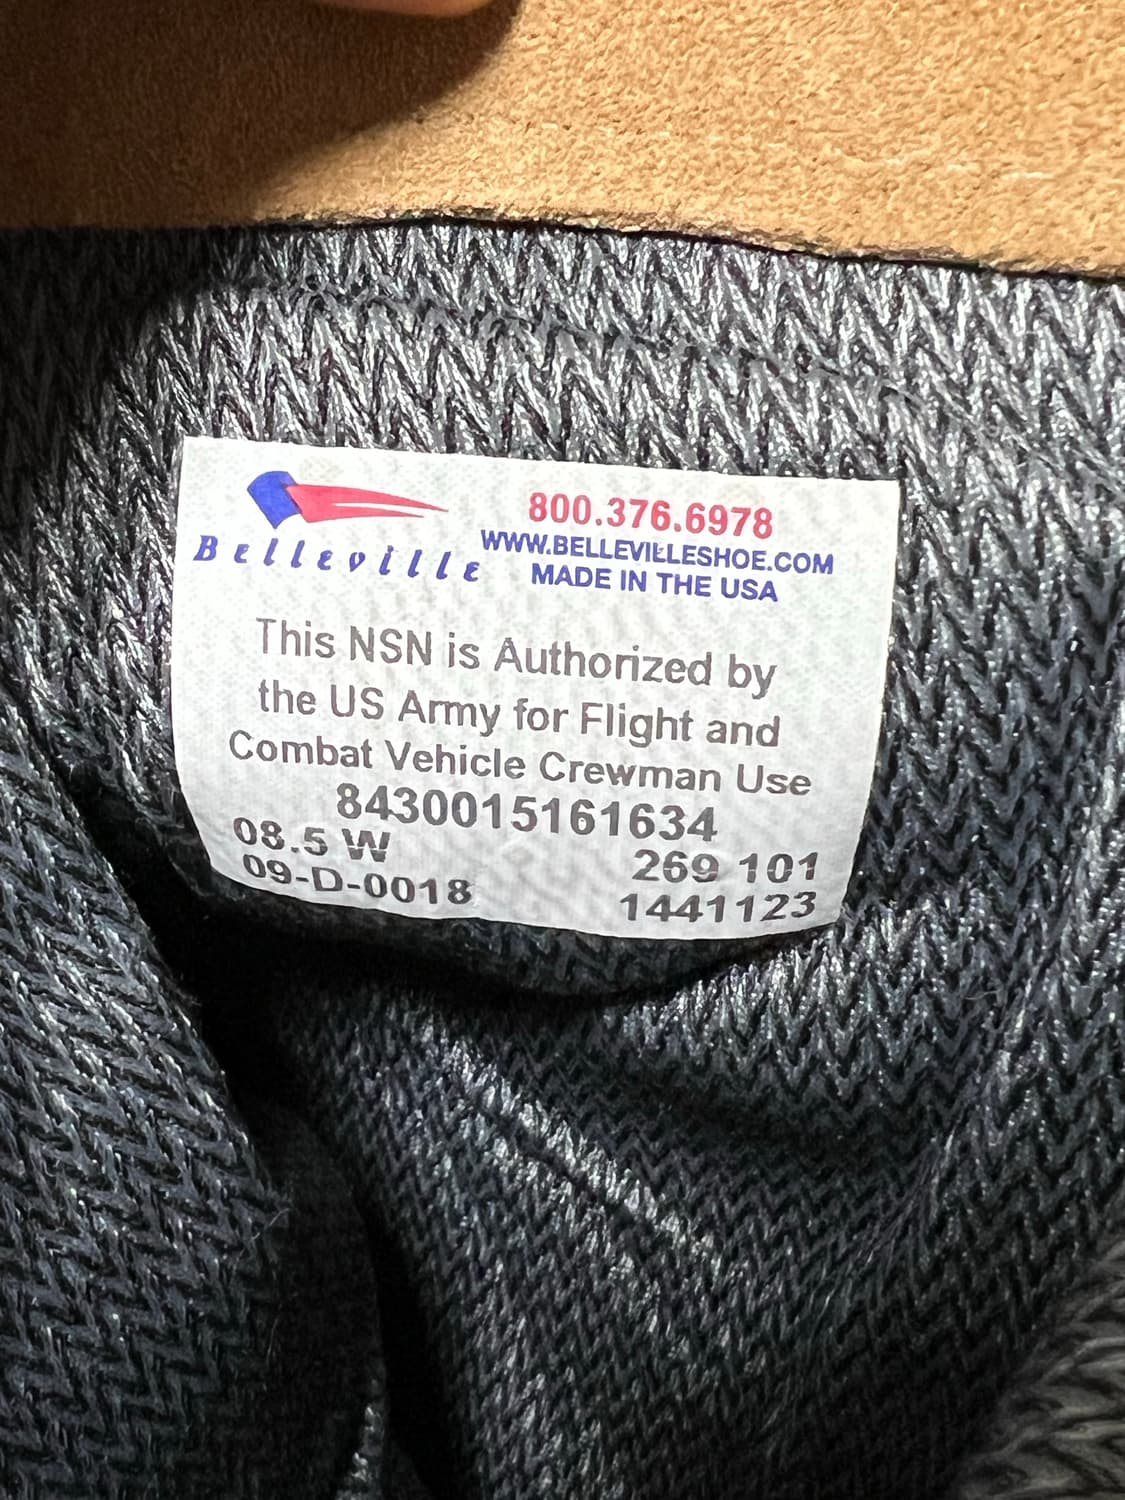 800.376.6978
Belleville WWW.BELLEVILLESHOE.COM
MADE IN THE USA
This NSN is Authorized by
the US Army for Flight and
Combat Vehicle Crewman Use
8430015161634
08.5 W 269 101
09-D-0018 1441123